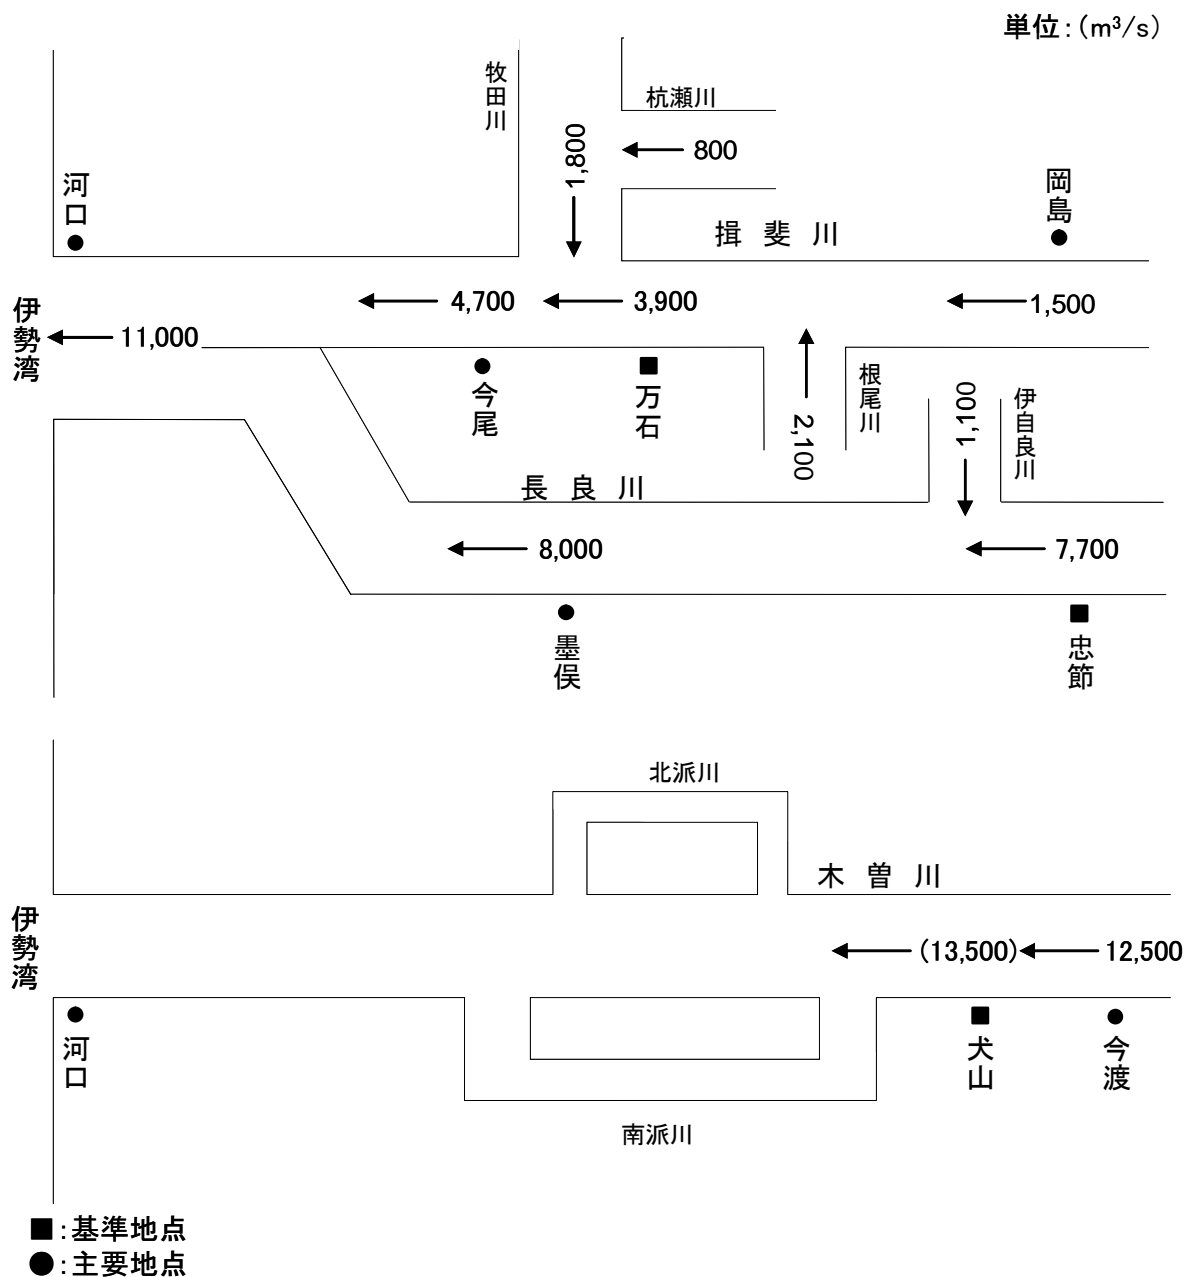 単位：(m³/s)
牧田川
杭瀬川
1,800
800
河口
岡島
揖斐川
伊勢湾
11,000
4,700
3,900
1,500
今尾
万石
2,100
根尾川
1,100
伊自良川
長良川
8,000
7,700
墨俣
忠節
北派川
木曽川
伊勢湾
(13,500)
12,500
河口
犬山
今渡
南派川
■：基準地点
●：主要地点